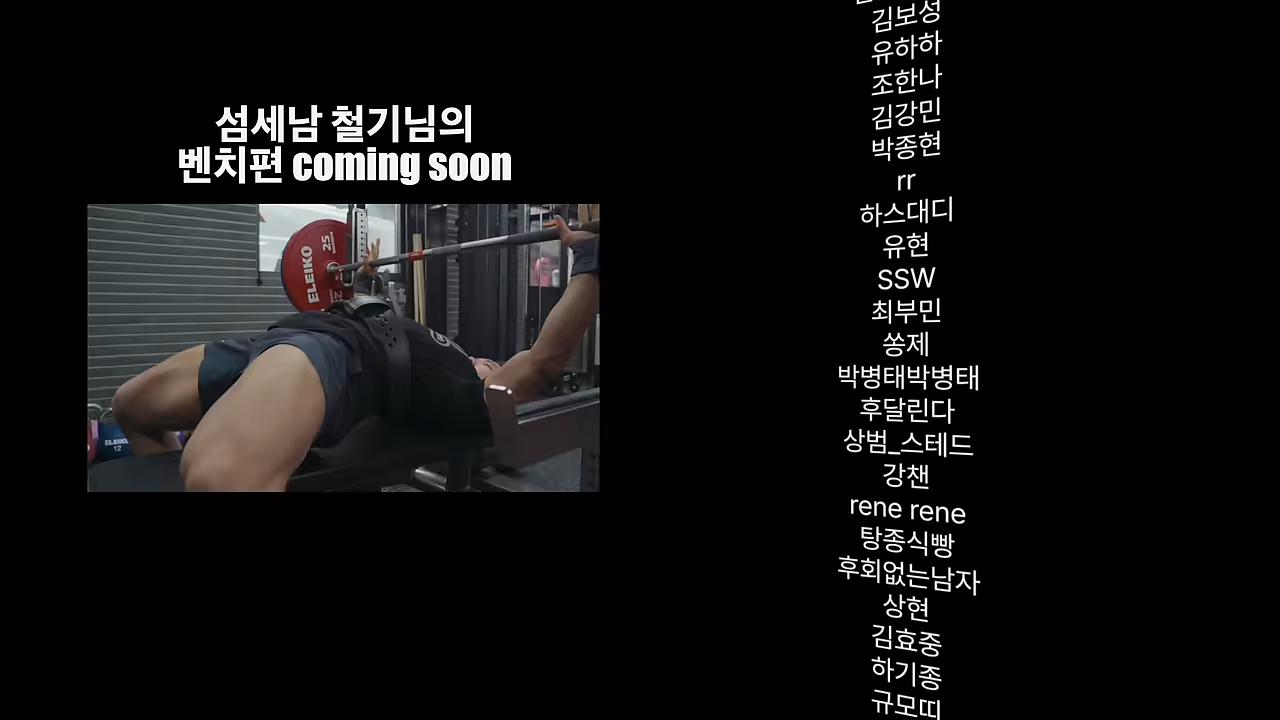 섬세남 철기님의
벤치편 coming soon
ELEIKO
25
ELEIKO
12
김보성
유하하
조한나
김강민
박종현
rr
하스대디
유현
SSW
최부민
쏭제
박병태박병태
후달린다
상범_스테드
강챈
rene rene
탕종식빵
후회없는남자
상현
김효중
하기종
규모띠